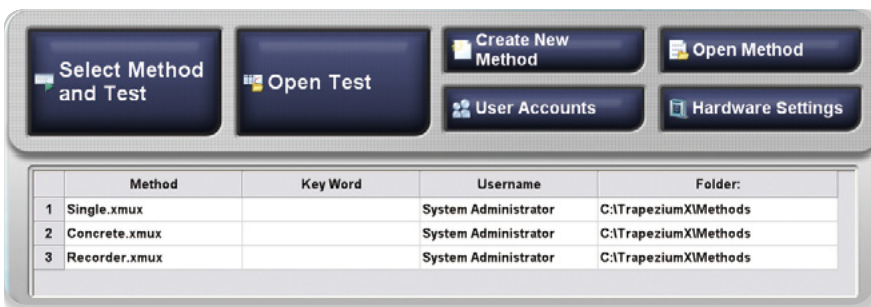 Select Method
and Test
Open Test
Create New
Method
Open Method
User Accounts
Hardware Settings
Method Key Word Username Folder:
1 Single.xmux System Administrator C:\TrapeziumX\Methods
2 Concrete.xmux System Administrator C:\TrapeziumX\Methods
3 Recorder.xmux System Administrator C:\TrapeziumX\Methods